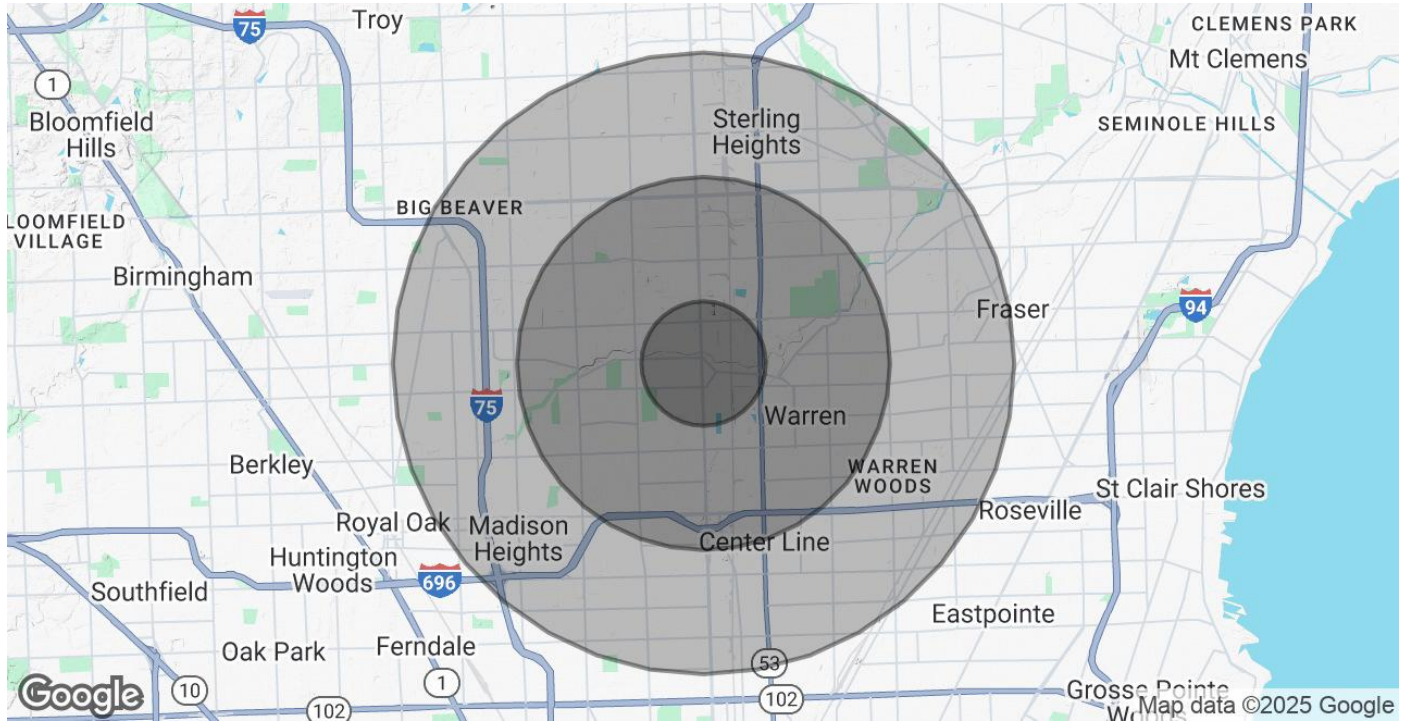 Troy
75
CLEMENS PARK
Mt Clemens
1
Bloomfield
Hills
Sterling
Heights
SEMINOLE HILLS
BIG BEAVER
LOOMFIELD
VILLAGE
Birmingham
Fraser
94
75
Warren
Berkley
WARREN
WOODS
St Clair Shores
Roseville
Royal Oak
Madison
Heights
Center Line
Huntington
Woods
696
Southfield
Eastpointe
Oak Park
Ferndale
53
Google
10
1
102
102
Grosse Pointe
Map data ©2025 Google